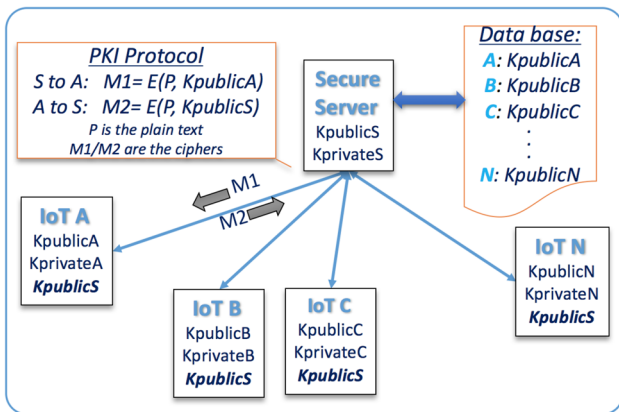 PKI Protocol
S to A: M1= E(P, KpublicA)
A to S: M2= E(P, KpublicS)
P is the plain text
M1/M2 are the ciphers
Secure
Server
KpublicS
KprivateS
Data base:
A: KpublicA
B: KpublicB
C: KpublicC
.
.
.
N: KpublicN
M1
M2
IoT A
KpublicA
KprivateA
KpublicS
IoT B
KpublicB
KprivateB
KpublicS
IoT C
KpublicC
KprivateC
KpublicS
IoT N
KpublicN
KprivateN
KpublicS